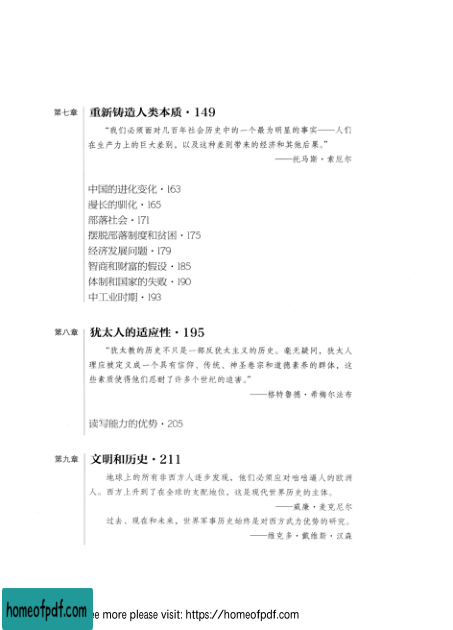 第七章 重新铸造人类本质·149
“我们必须面对几百年社会历史中的一个最为明显的事实——人们
在生产力上的巨大差别，以及这种差别带来的经济和其他后果。”
——托马斯·索尼尔
中国的进化变化·163
漫长的驯化·165
部落社会·171
摆脱部落制度和贫困·175
经济发展问题·179
智商和财富的假设·185
体制和国家的失败·190
中工业时期·193
第八章 犹太人的适应性·195
“犹太教的历史不只是一部反犹太主义的历史。毫无疑问，犹太人
理应被定义成一个具有信仰、传统、神圣卷宗和道德素养的群体，这
些素质使得他们忍耐了许多个世纪的迫害。”
——格特鲁德·希梅尔法布
读写能力的优势·205
第九章 文明和历史·211
地球上的所有非西方人逐步发现，他们必须应对咄咄逼人的欧洲
人。西方上升到了在全球的支配地位，这是现代世界历史的主体。
——威廉·麦克尼尔
过去、现在和未来，世界军事历史始终是对西方武力优势的研究。
——维克多·戴维斯·汉森
homeofpdf.com
ee more please visit: https://homeofpdf.com